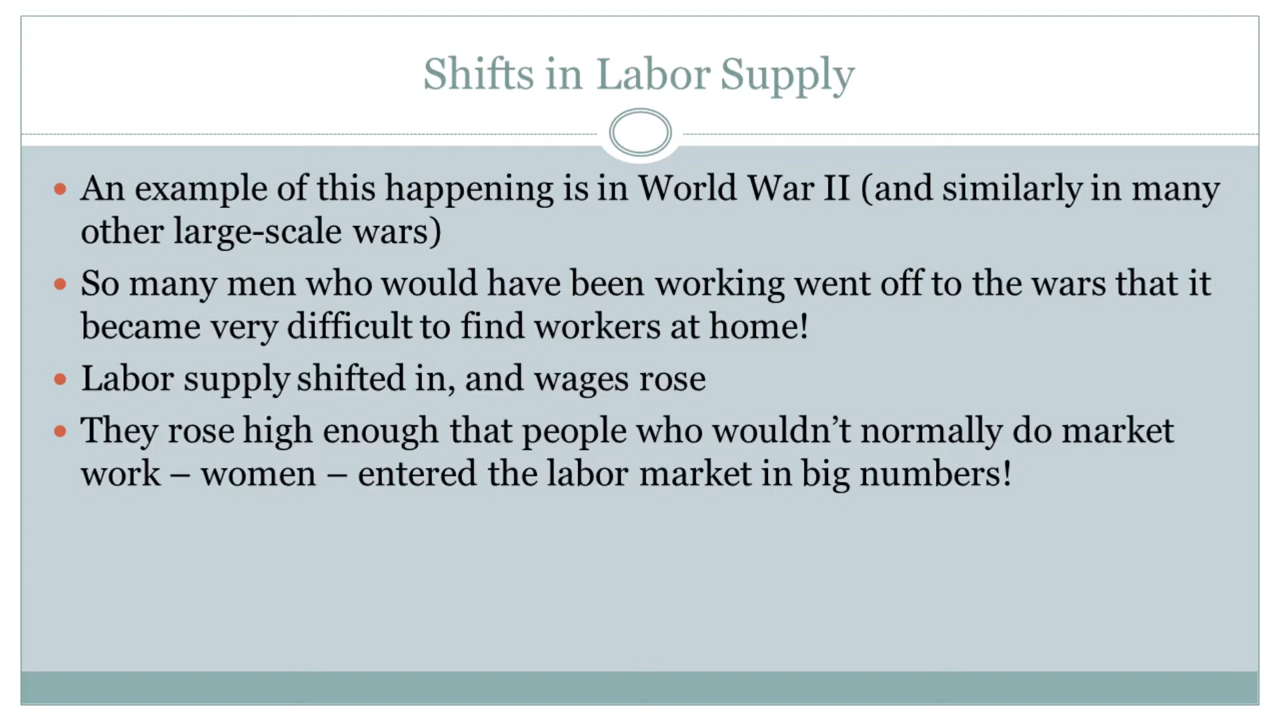 Shifts in Labor Supply
• An example of this happening is in World War II (and similarly in many
other large-scale wars)
• So many men who would have been working went off to the wars that it
became very difficult to find workers at home!
• Labor supply shifted in, and wages rose
• They rose high enough that people who wouldn’t normally do market
work – women – entered the labor market in big numbers!